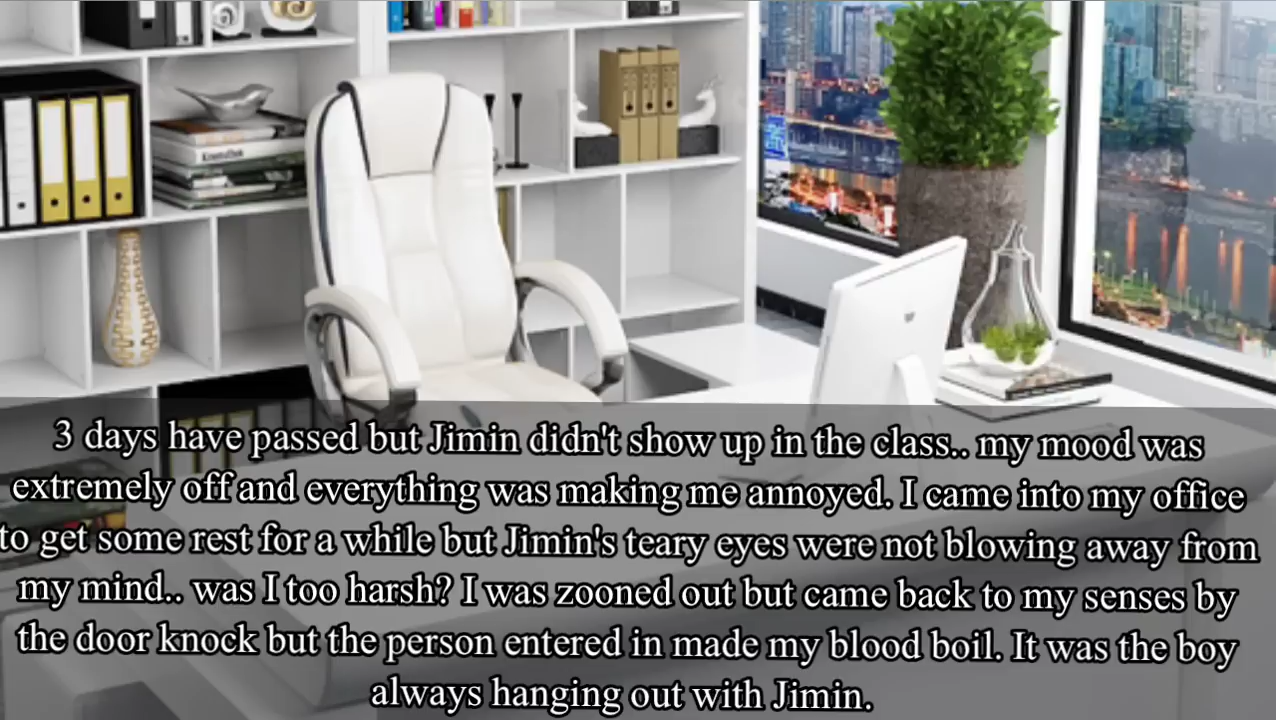 3 days have passed but Jimin didn't show up in the class.. my mood was
extremely off and everything was making me annoyed. I came into my office
to get some rest for a while but Jimin's teary eyes were not blowing away from
my mind.. was I too harsh? I was zooned out but came back to my senses by
the door knock but the person entered in made my blood boil. It was the boy
always hanging out with Jimin.